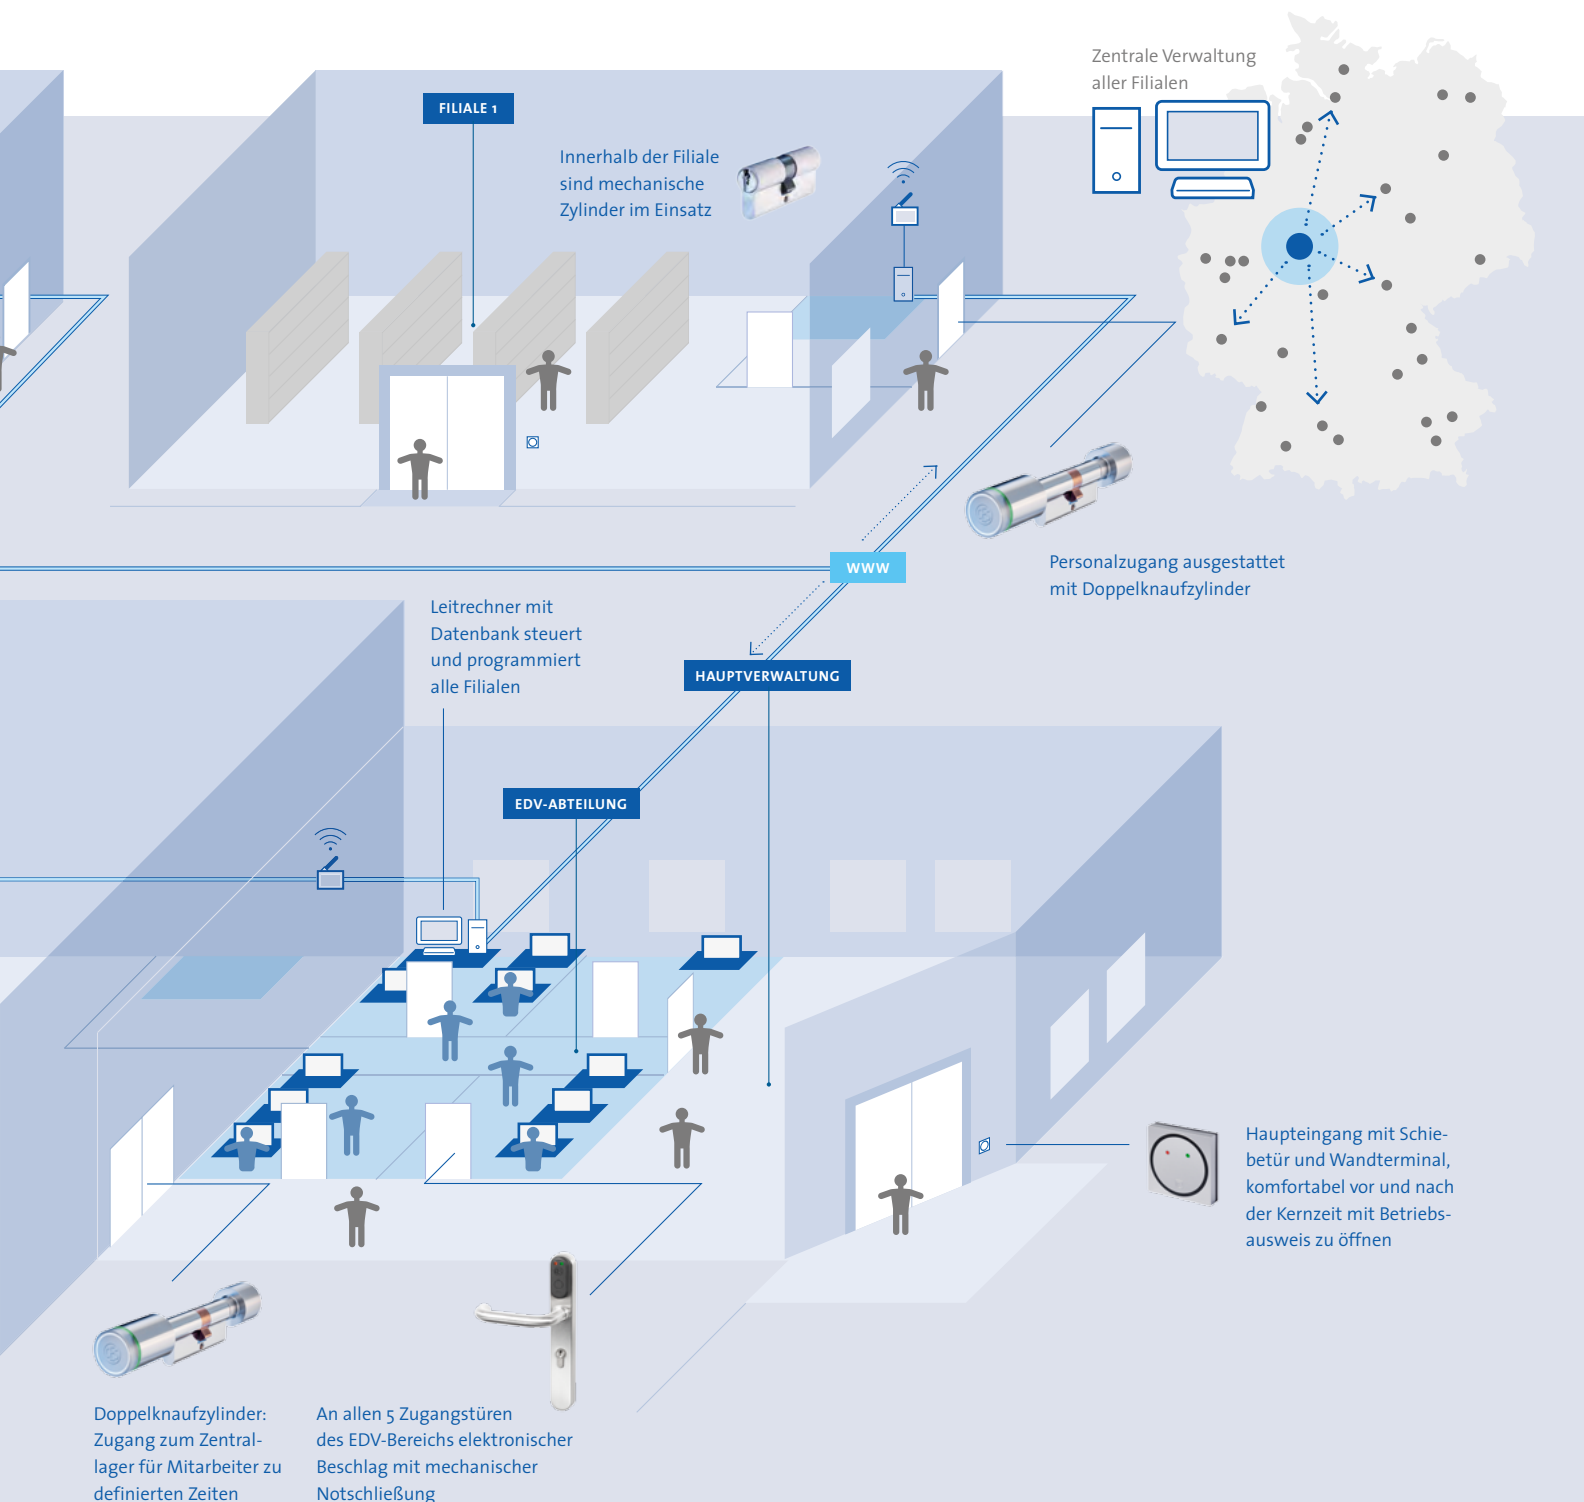 Zentrale Verwaltung
aller Filialen
FILIALE 1
Innerhalb der Filiale
sind mechanische
Zylinder im Einsatz
WWW
Personalzugang ausgestattet
mit Doppelknaufzylinder
Leitrechner mit
Datenbank steuert
und programmiert
alle Filialen
HAUPTVERWALTUNG
EDV-ABTEILUNG
Haupteingang mit Schie-
betür und Wandterminal,
komfortabel vor und nach
der Kernzeit mit Betriebs-
ausweis zu öffnen
Doppelknaufzylinder:
Zugang zum Zentral-
lager für Mitarbeiter zu
definierten Zeiten
An allen 5 Zugangstüren
des EDV-Bereichs elektronischer
Beschlag mit mechanischer
Notschließung